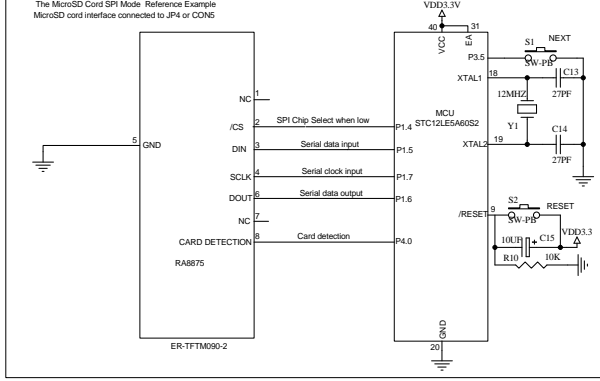 The MicroSD Cord SPI Mode Reference Example
MicroSD cord interface connected to JP4 or CON5
VDD3.3V
40
31
VCC
EA
S1
NEXT
P3.5
SW-PB
XTAL1
18
C13
27PF
12MHZ
Y1
C14
XTAL2
19
27PF
MCU
STC12LE5A60S2
NC
1
/CS
2
SPI Chip Select when low
P1.4
5
GND
DIN
3
Serial data input
P1.5
SCLK
4
Serial clock input
P1.7
DOUT
6
Serial data output
P1.6
NC
7
CARD DETECTION
8
Card detection
P4.0
RA8875
S2
/RESET
9
RESET
SW-PB
10UF
+
C15
VDD3.3
R10
10K
GND
20
ER-TFTM090-2